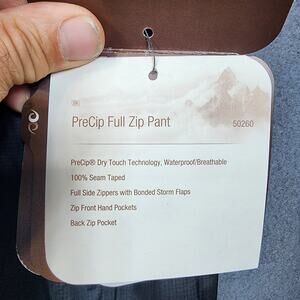 PreCip Full Zip Pant 50260
PreCip® Dry Touch Technology, Waterproof/Breathable
100% Seam Taped
Full Side Zippers with Bonded Storm Flaps
Zip Front Hand Pockets
Back Zip Pocket